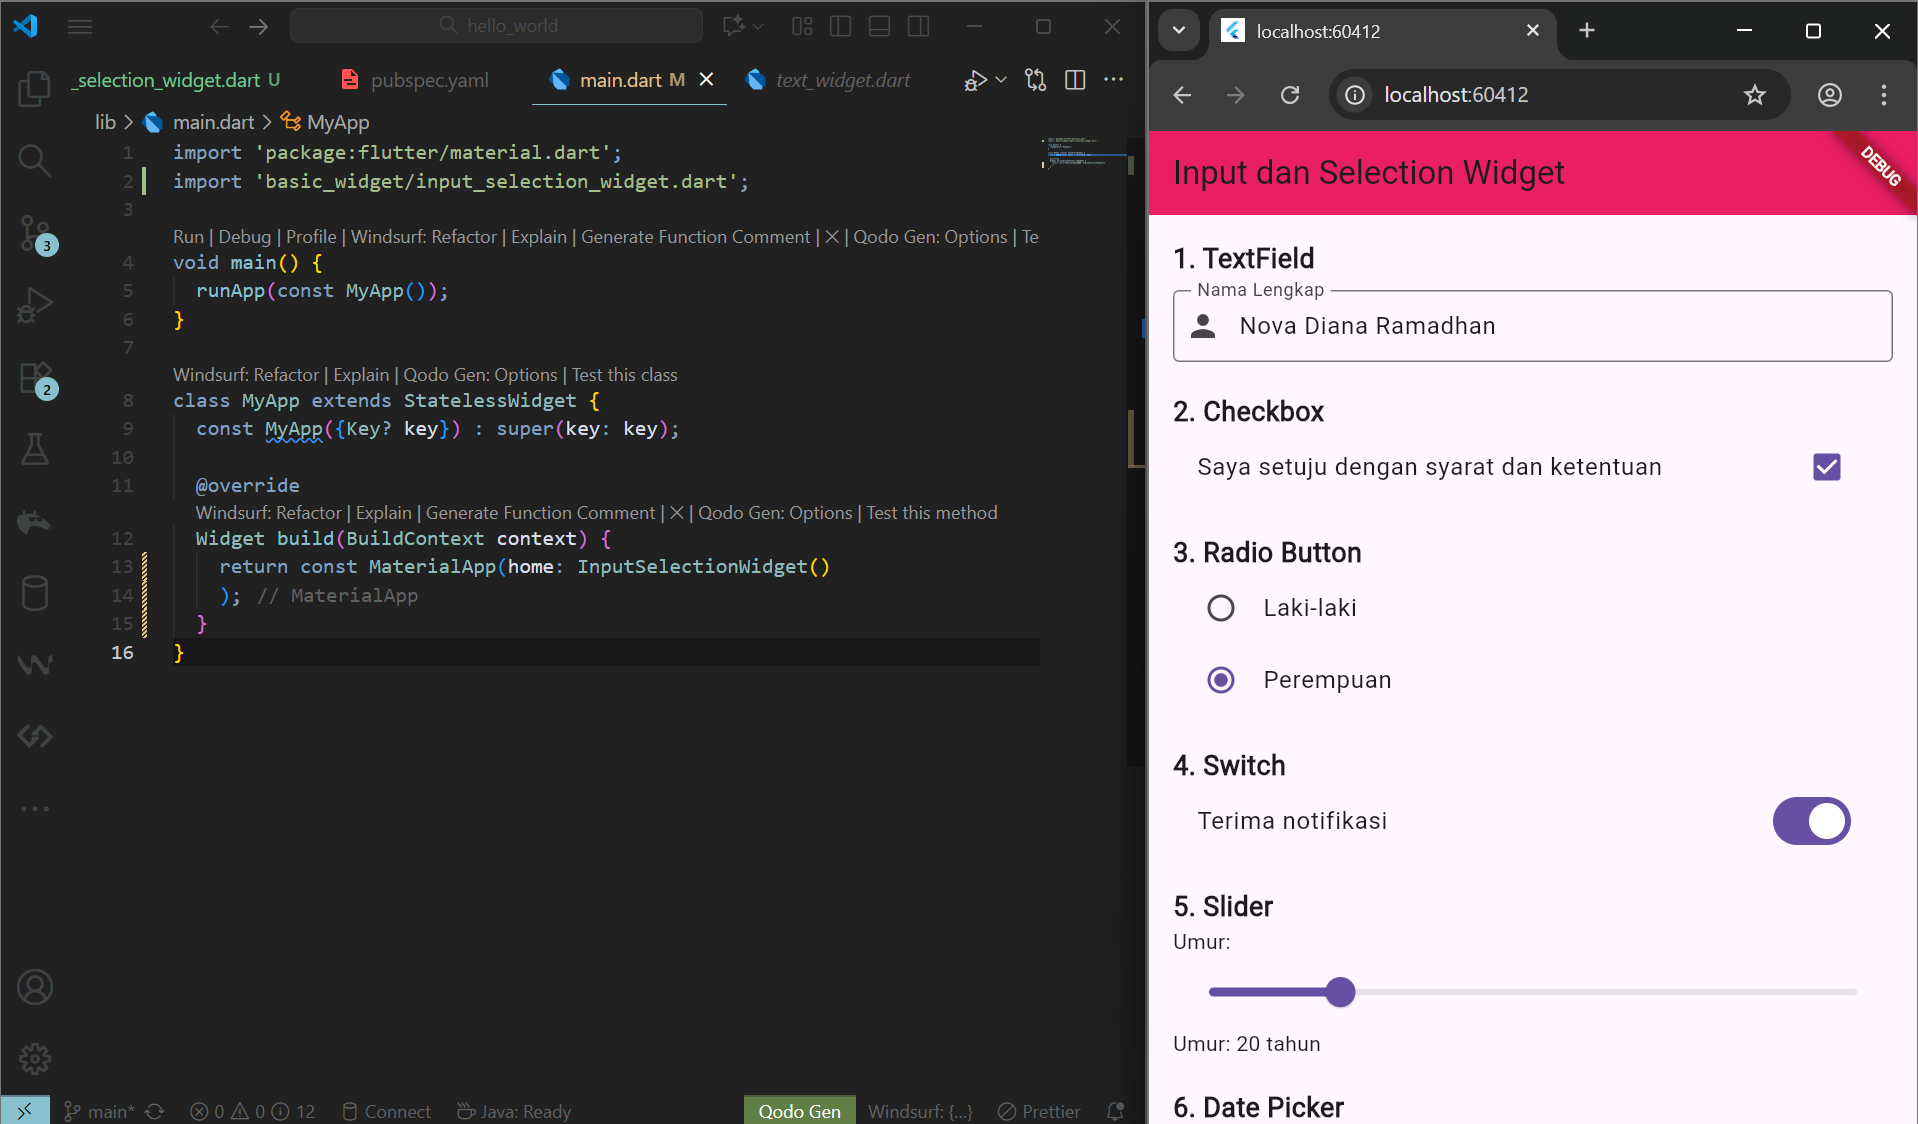 hello_world
_selection_widget.dart U
pubspec.yaml
main.dart M
text_widget.dart
lib > main.dart > MyApp
1 import 'package:flutter/material.dart';
2 import 'basic_widget/input_selection_widget.dart';
3
Run | Debug | Profile | Windsurf: Refactor | Explain | Generate Function Comment | X | Qodo Gen: Options | Te
4 void main() {
5 runApp(const MyApp());
6 }
7
Windsurf: Refactor | Explain | Qodo Gen: Options | Test this class
8 class MyApp extends StatelessWidget {
9 const MyApp({Key? key}) : super(key: key);
10
11 @override
Windsurf: Refactor | Explain | Generate Function Comment | X | Qodo Gen: Options | Test this method
12 Widget build(BuildContext context) {
13 return const MaterialApp(home: InputSelectionWidget()
14 ); // MaterialApp
15 }
16 }
3
2
main*
0 0 12
Connect
Java: Ready
Qodo Gen
Windsurf: {...}
Prettier
localhost:60412
localhost:60412
Input dan Selection Widget
DEBUG
1. TextField
Nama Lengkap
Nova Diana Ramadhan
2. Checkbox
Saya setuju dengan syarat dan ketentuan
3. Radio Button
Laki-laki
Perempuan
4. Switch
Terima notifikasi
5. Slider
Umur:
Umur: 20 tahun
6. Date Picker